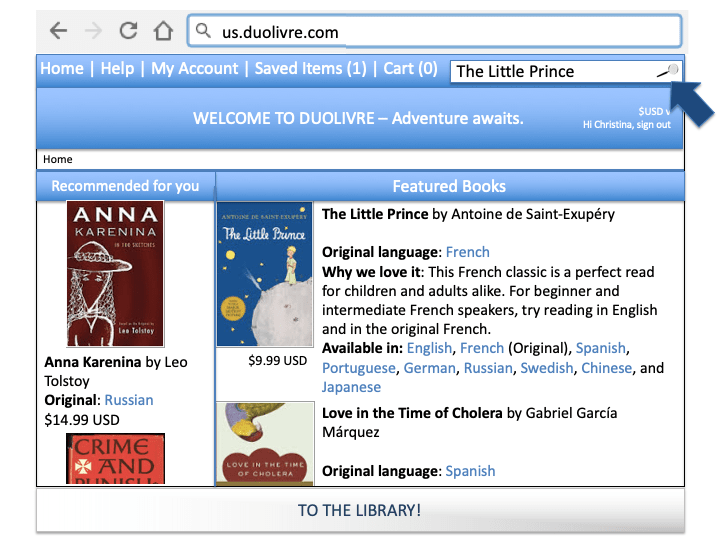 us.duolivre.com
Home | Help | My Account | Saved Items (1) | Cart (0)
The Little Prince
WELCOME TO DUOLIVRE – Adventure awaits.
$USD v
Hi Christina, sign out
Home
Recommended for you
ANNA
KARENINA
IN TEN SKETCHES
Leo Tolstoy
Anna Karenina by Leo
Tolstoy
Original: Russian
$14.99 USD
CRIME
AND
Featured Books
ANTOINE DE SAINT-EXUPÉRY
The Little Prince
$9.99 USD
The Little Prince by Antoine de Saint-Exupéry
Original language: French
Why we love it: This French classic is a perfect read
for children and adults alike. For beginner and
intermediate French speakers, try reading in English
and in the original French.
Available in: English, French (Original), Spanish,
Portuguese, German, Russian, Swedish, Chinese, and
Japanese
LOVE IN THE TIME
OF CHOLERA
Love in the Time of Cholera by Gabriel García
Márquez
Original language: Spanish
TO THE LIBRARY!